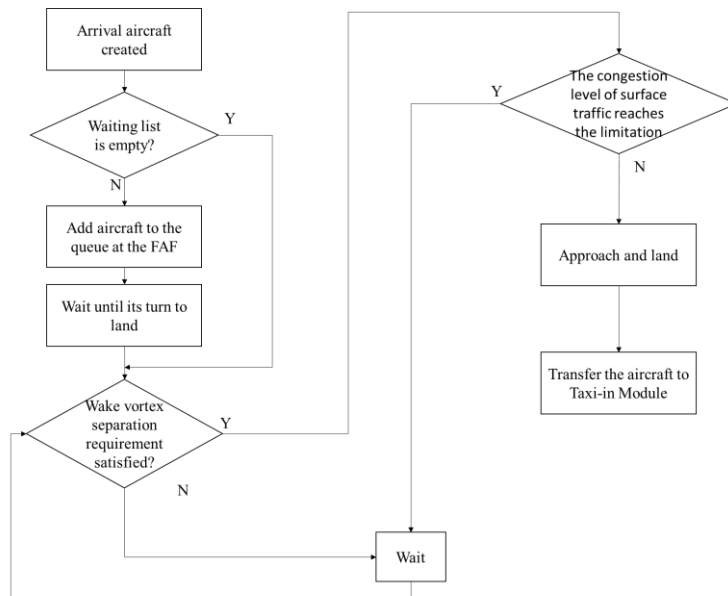 Arrival aircraft
created
Waiting list
is empty?
Y
N
Add aircraft to the
queue at the FAF
Wait until its turn to
land
Wake vortex
separation
requirement
satisfied?
Y
N
Wait
The congestion
level of surface
traffic reaches
the limitation
Y
N
Approach and land
Transfer the aircraft to
Taxi-in Module